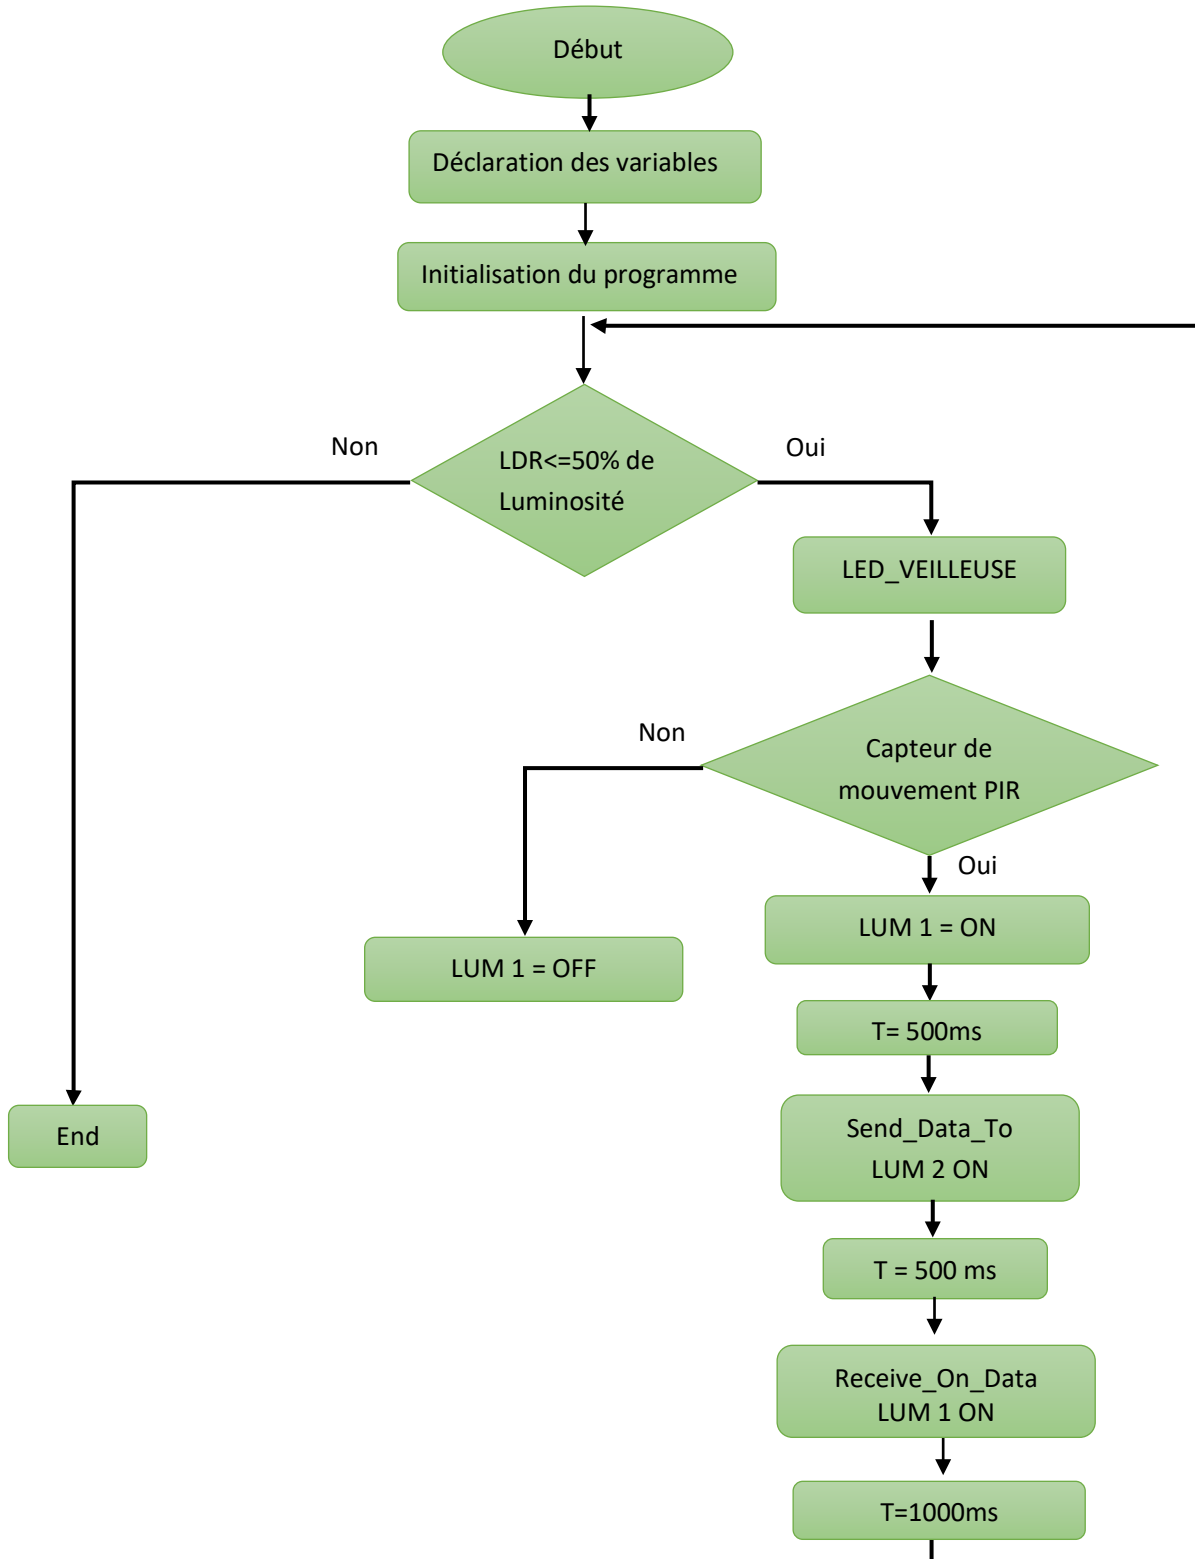 Début
Déclaration des variables
Initialisation du programme
Non
LDR<=50% de
Luminosité
Oui
LED_VEILLEUSE
Non
Capteur de
mouvement PIR
Oui
LUM 1 = ON
LUM 1 = OFF
T= 500ms
End
Send_Data_To
LUM 2 ON
T = 500 ms
Receive_On_Data
LUM 1 ON
T=1000ms